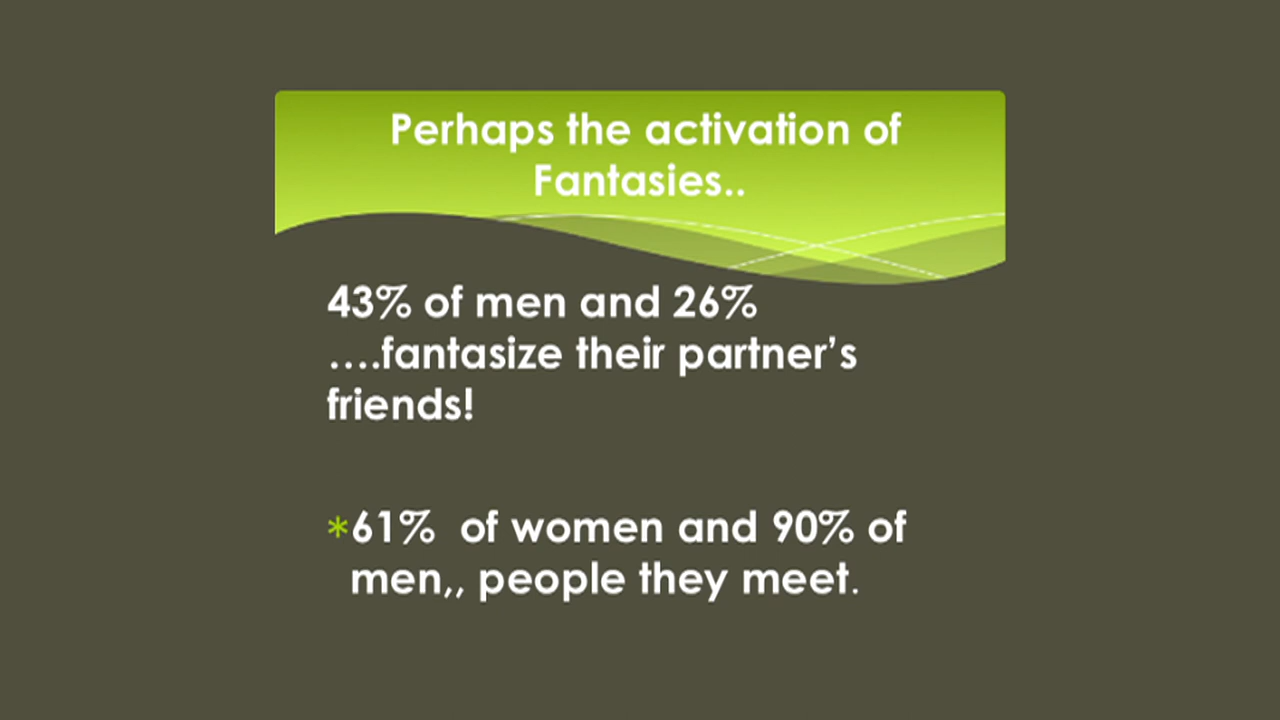 Perhaps the activation of
Fantasies..
43% of men and 26%
….fantasize their partner’s
friends!
*61%  of women and 90% of
men,, people they meet.